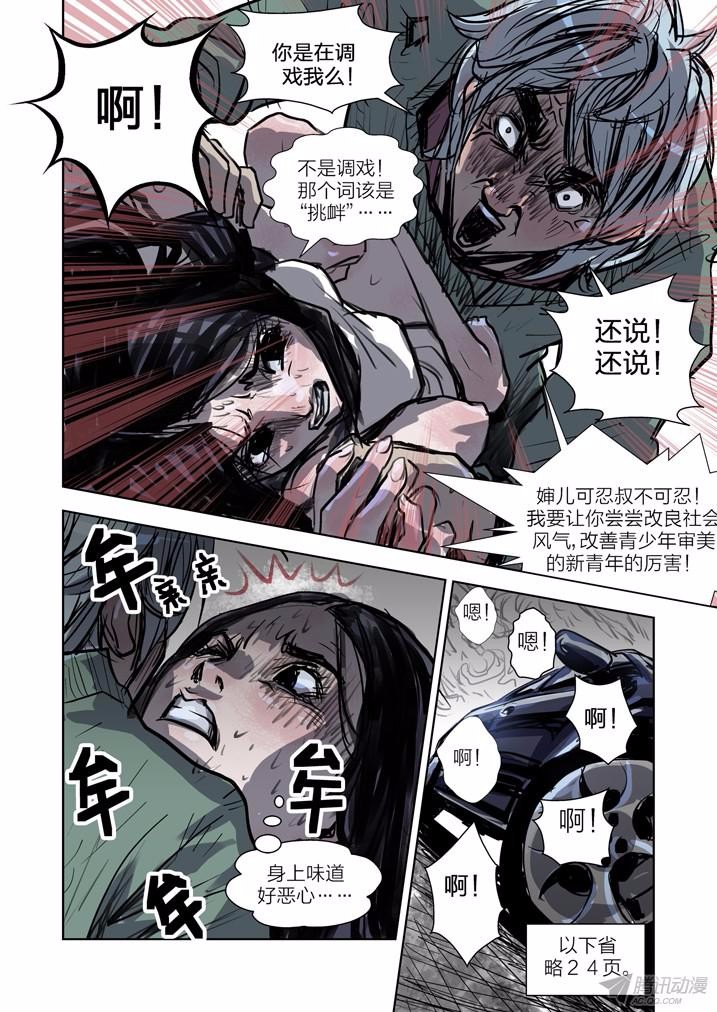 你是在调
戏我么！
啊！
不是调戏！
那个词该是
“挑衅”……
还说！
还说！
婶儿可忍叔不可忍！
我要让你尝尝改良社会
风气，改善青少年审美
的新青年的厉害！
牟
亲亲
牟
牟
牟
身上味道
好恶心……
嗯！
嗯！
啊！
啊！
啊！
啊！
以下省
略24页。
腾讯动漫